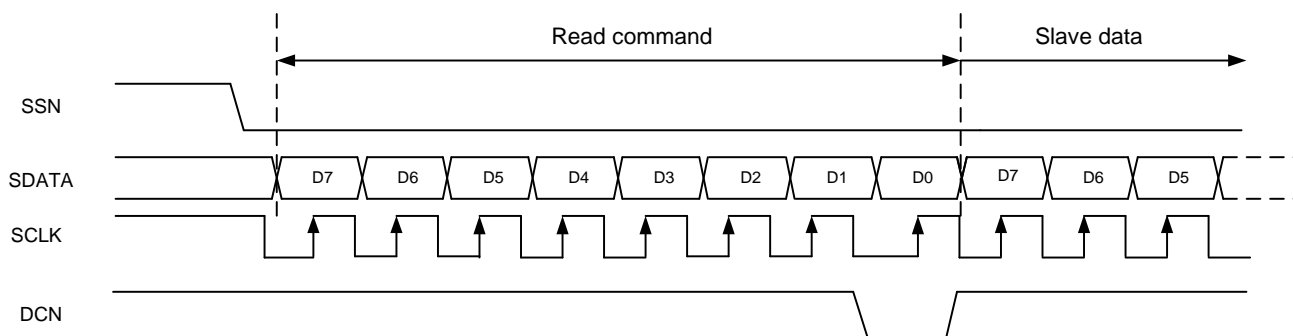 Read command Slave data
SSN
SDATA D7 D6 D5 D4 D3 D2 D1 D0 D7 D6 D5
SCLK
DCN